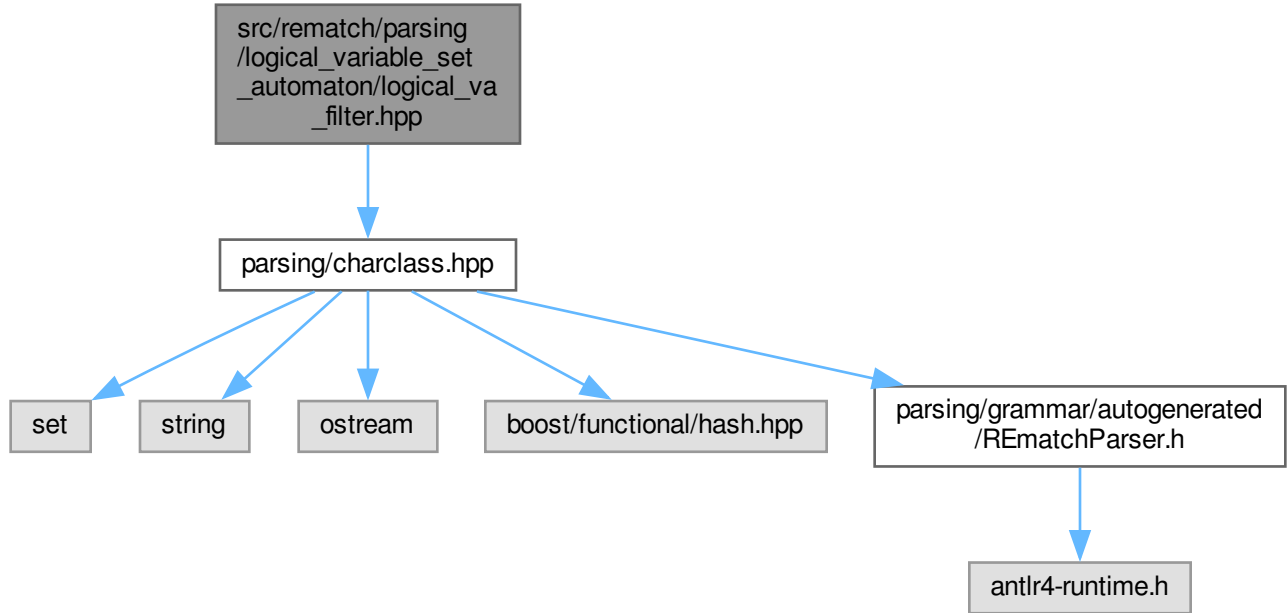 src/rematch/parsing
/logical_variable_set
_automaton/logical_va
_filter.hpp
parsing/charclass.hpp
set
string
ostream
boost/functional/hash.hpp
parsing/grammar/autogenerated
/REmatchParser.h
antlr4-runtime.h